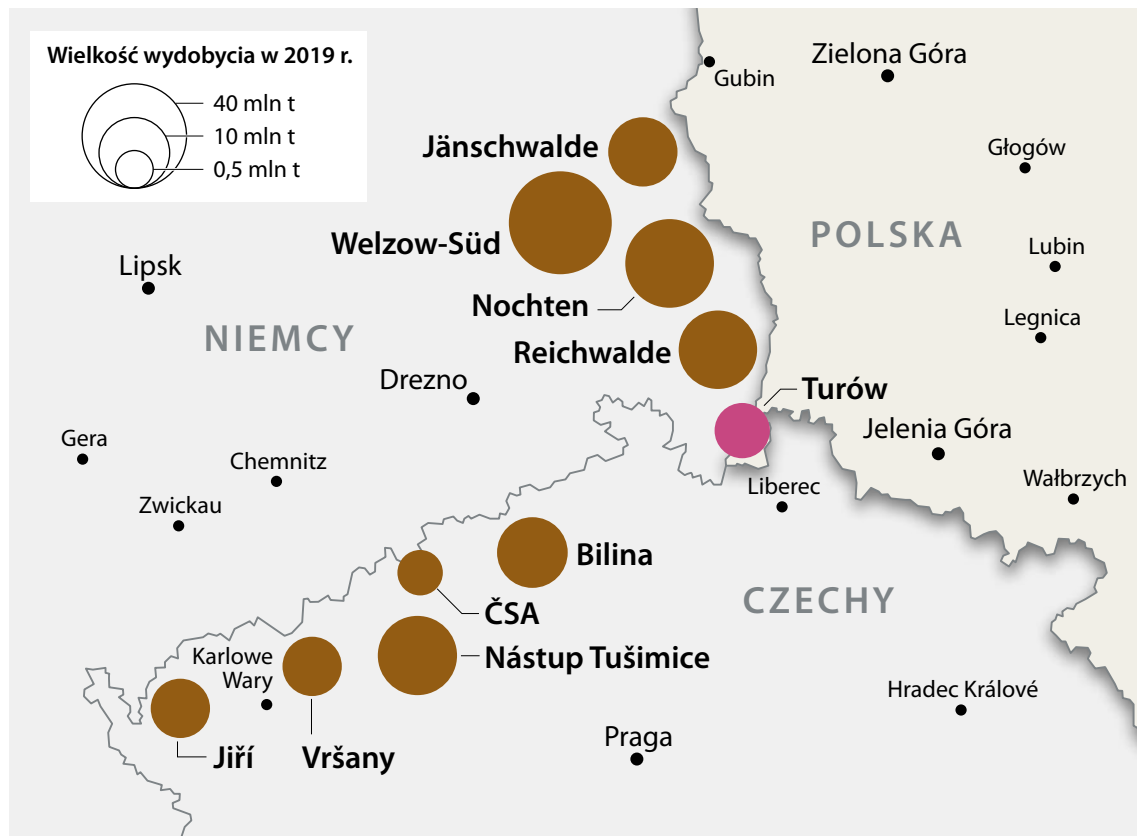 Wielkość wydobycia w 2019 r.
40 mln t
10 mln t
0,5 mln t
Gubin
Zielona Góra
Jänschwalde
Głogów
Welzow-Süd
POLSKA
Lubin
Lipsk
Nochten
Legnica
NIEMCY
Reichwalde
Drezno
Turów
Jelenia Góra
Gera
Chemnitz
Wałbrzych
Liberec
Zwickau
Bilina
CZECHY
ČSA
Karlowe
Wary
Nástup Tušimice
Hradec Králové
Praga
Jiří
Vršany